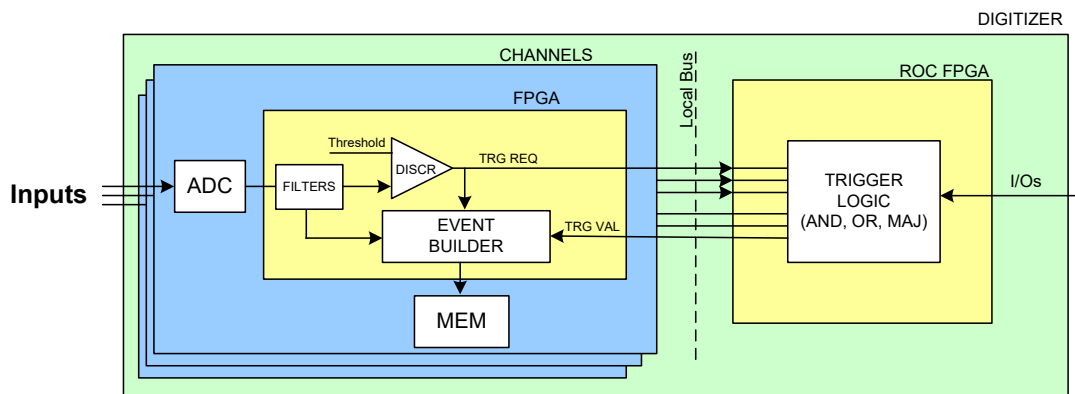 DIGITIZER
CHANNELS
Local Bus
ROC FPGA
FPGA
Threshold
DISCR
TRG REQ
Inputs
ADC
FILTERS
TRIGGER
LOGIC
(AND, OR, MAJ)
I/Os
EVENT
BUILDER
TRG VAL
MEM